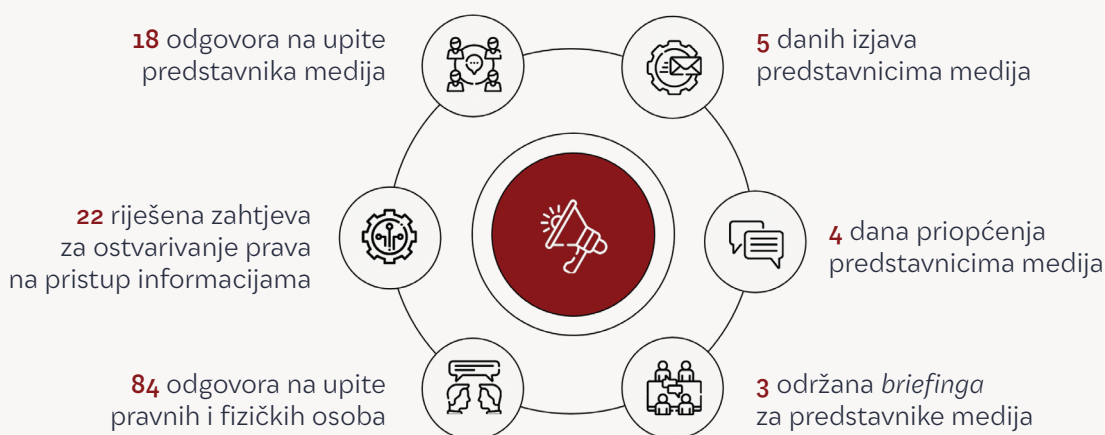 18 odgovora na upite
predstavnika medija
5 danih izjava
predstavnicima medija
22 riješena zahtjeva
za ostvarivanje prava
na pristup informacijama
4 dana priopćenja
predstavnicima medija
84 odgovora na upite
pravnih i fizičkih osoba
3 održana briefinga
za predstavnike medija